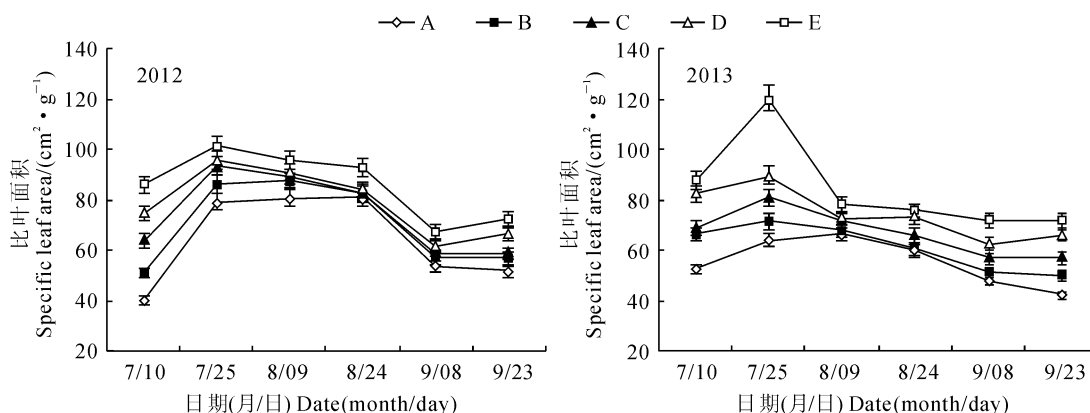 A B C D E
140
120
100
80
60
40
20
2012
比叶面积
Specific leaf area/(cm²·g⁻¹)
7/10 7/25 8/09 8/24 9/08 9/23
日期(月/日) Date(month/day)
140
120
100
80
60
40
20
2013
比叶面积
Specific leaf area/(cm²·g⁻¹)
7/10 7/25 8/09 8/24 9/08 9/23
日期(月/日) Date(month/day)